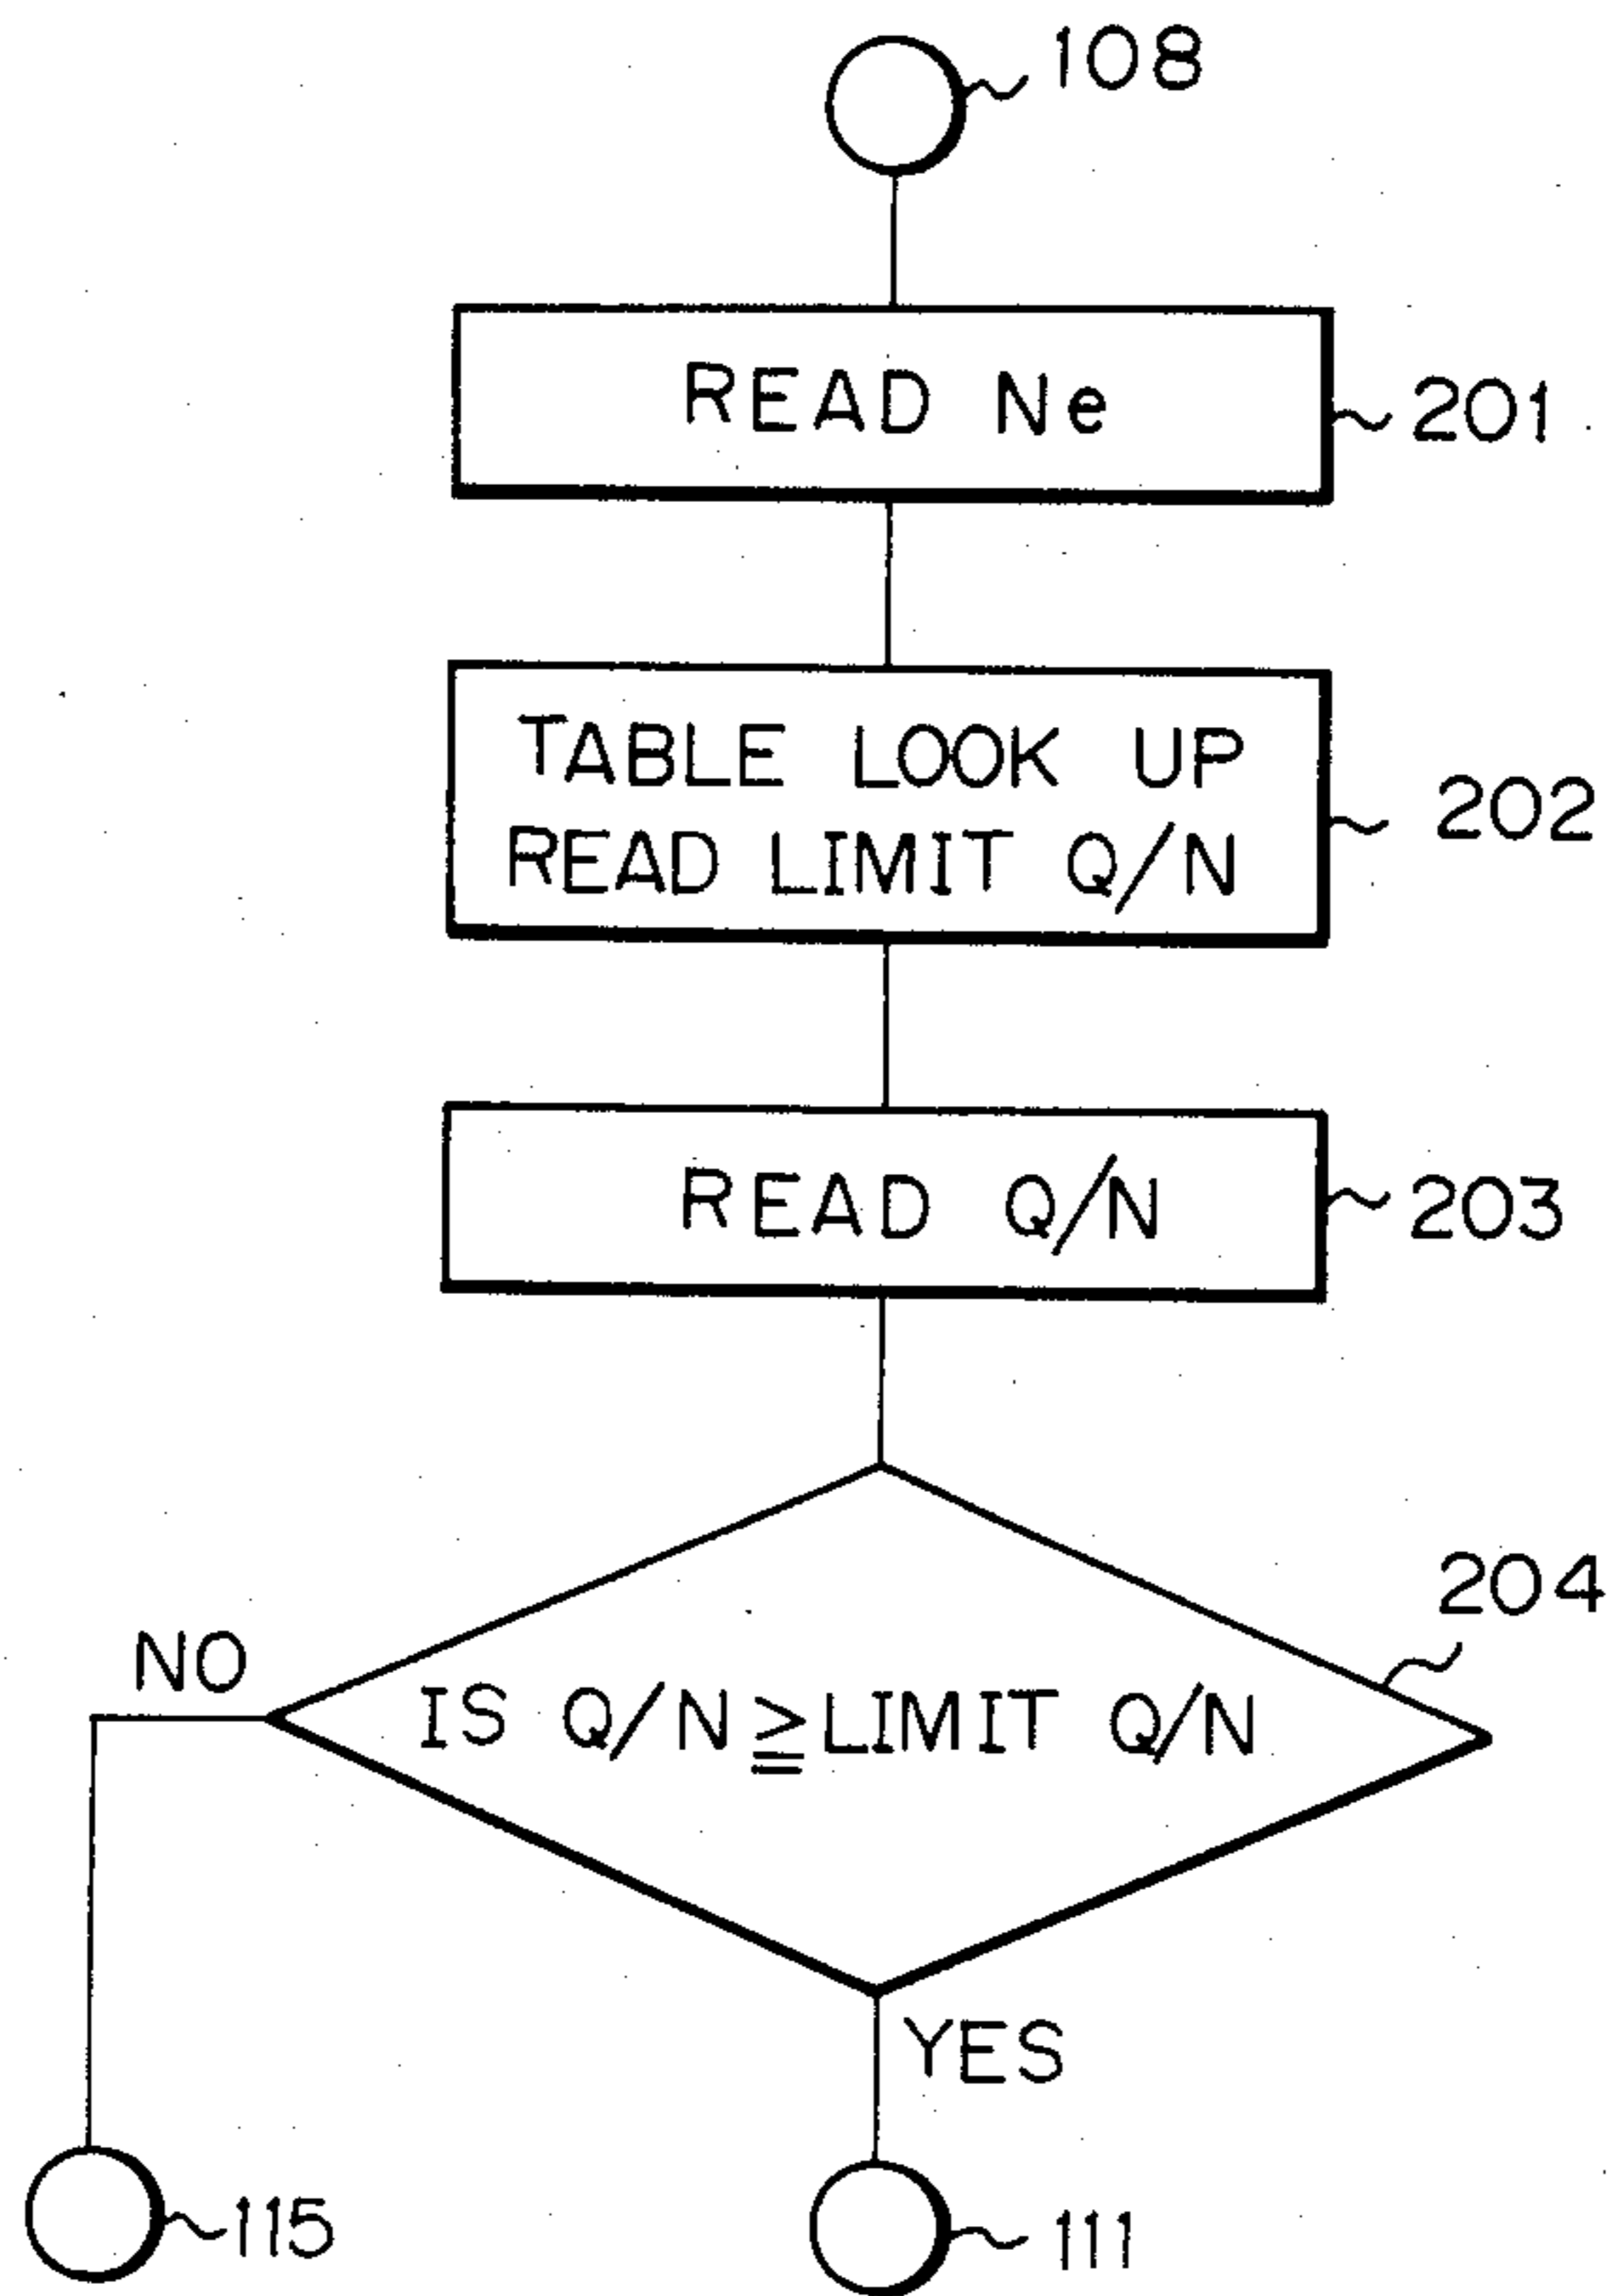 108
READ Ne
201
TABLE LOOK UP
READ LIMIT Q/N
202
READ Q/N
203
204
NO
IS Q/N ≧ LIMIT Q/N
YES
115
111